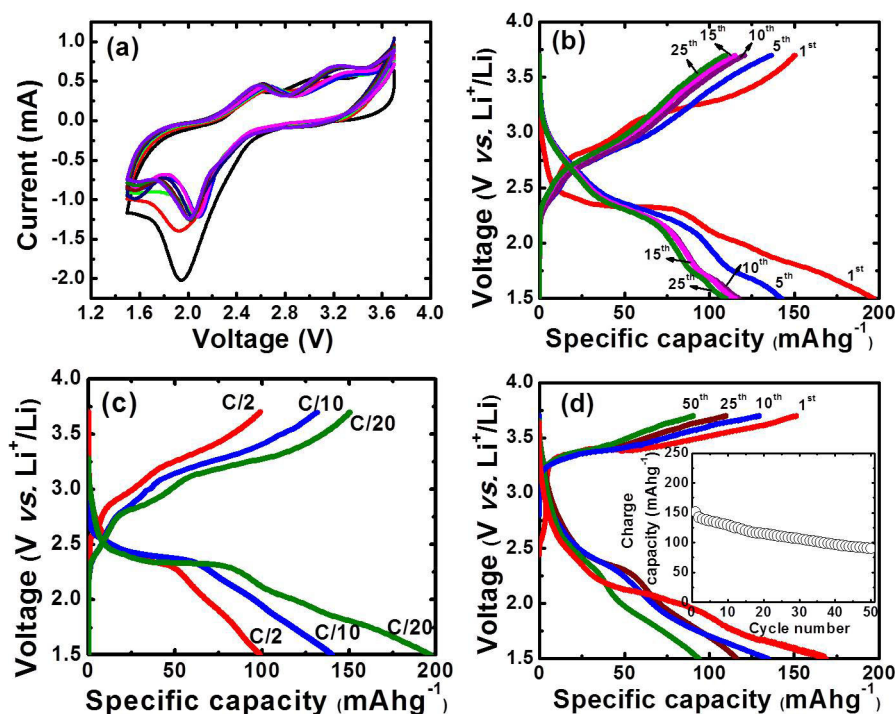 (a)
Current (mA)
1.0
0.5
0.0
-0.5
-1.0
-1.5
-2.0
1.2 1.8 2.4 3.0 3.6
Voltage (V)
(b)
Voltage (V vs. Li⁺/Li)
4.0
3.5
3.0
2.5
2.0
1.5
25th 15th 10th 5th 1st
15th 10th
25th 5th 1st
0 50 100 150 200
Specific capacity (mAhg⁻¹)
(c)
Voltage (V vs. Li⁺/Li)
4.0
3.5
3.0
2.5
2.0
1.5
C/2 C/10
C/20
C/2 C/10 C/20
0 50 100 150 200
Specific capacity (mAhg⁻¹)
(d)
Voltage (V vs. Li⁺/Li)
4.0
3.5
3.0
2.5
2.0
1.5
50th 25th 10th 1st
Charge
capacity (mAhg⁻¹)
250
200
150
100
50
0
0 10 20 30 40 50
Cycle number
0 50 100 150 200
Specific capacity (mAhg⁻¹)